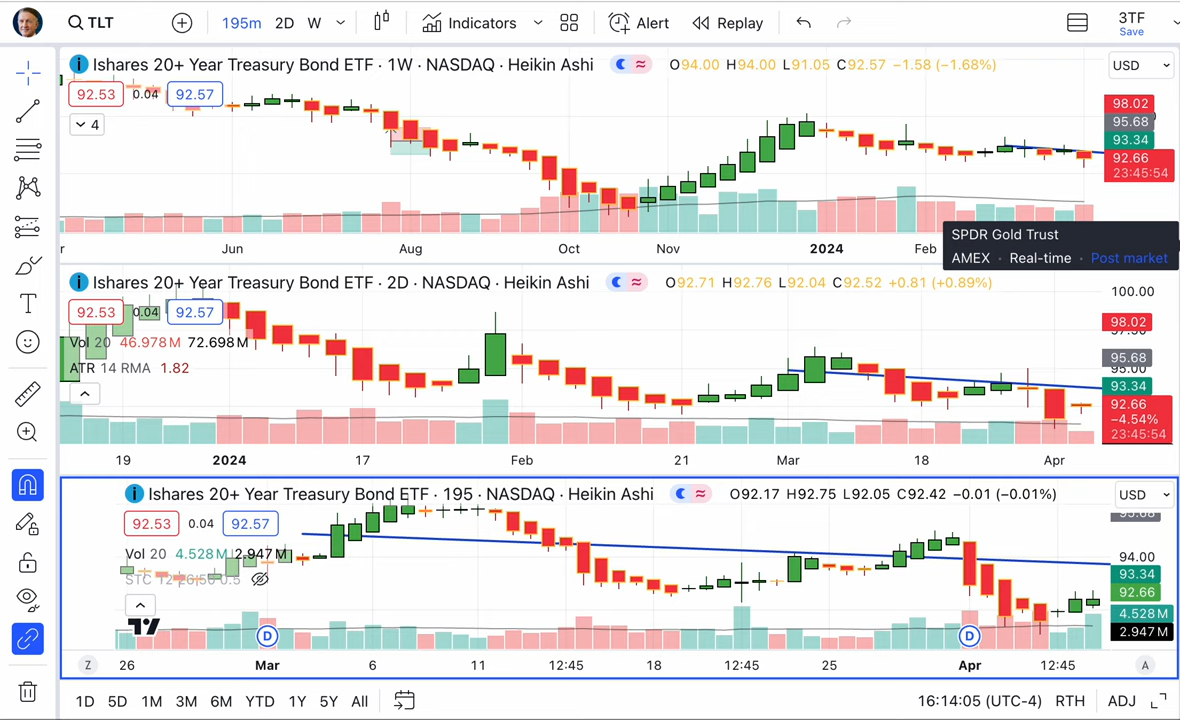 TLT 195m 2D W Indicators Alert Replay 3TF
Save
Ishares 20+ Year Treasury Bond ETF · 1W · NASDAQ · Heikin Ashi O94.00 H94.00 L91.05 C92.57 −1.58 (−1.68%) USD
92.53 0.04 92.57
4
98.02
95.68
93.34
92.66
23:45:54
Jun Aug Oct Nov 2024 Feb
SPDR Gold Trust
AMEX · Real-time · Post market
Ishares 20+ Year Treasury Bond ETF · 2D · NASDAQ · Heikin Ashi O92.71 H92.76 L92.04 C92.52 +0.81 (+0.89%)
92.53 0.04 92.57
Vol 20 46.978M 72.698M
ATR 14 RMA 1.82
100.00
98.02
97.50
95.68
95.00
93.34
92.66
−4.54%
23:45:54
19 2024 17 Feb 21 Mar 18 Apr
Ishares 20+ Year Treasury Bond ETF · 195 · NASDAQ · Heikin Ashi O92.17 H92.75 L92.05 C92.42 −0.01 (−0.01%) USD
92.53 0.04 92.57
Vol 20 4.528M 2.947M
STC 12 26 50 0.5
95.68
94.00
93.34
92.66
4.528M
2.947M
D D
Z 26 Mar 6 11 12:45 18 12:45 25 Apr 12:45 A
1D 5D 1M 3M 6M YTD 1Y 5Y All 16:14:05 (UTC-4) RTH ADJ